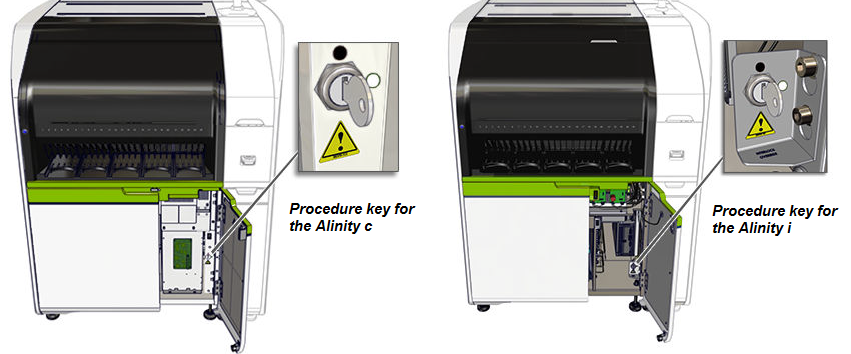 Procedure key for
the Alinity c
Procedure key for
the Alinity i